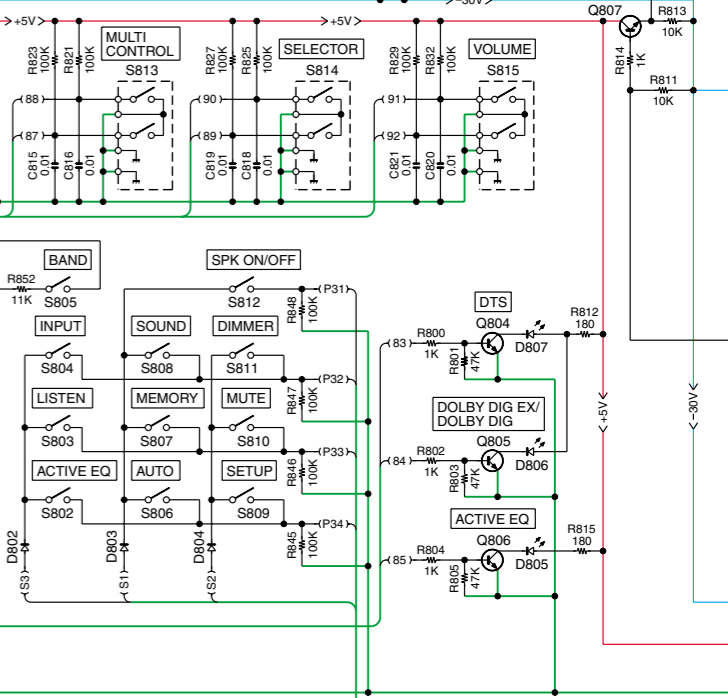 −30V
+5V
+5V
Q807
R813
10K
R814
1K
R811
10K
MULTI
CONTROL
SELECTOR
VOLUME
R823
100K
R821
100K
S813
R827
100K
R825
100K
S814
R829
100K
R832
100K
S815
88
90
91
87
89
92
C815
0.01
C816
0.01
C819
0.01
C818
0.01
C821
0.01
C820
0.01
BAND
SPK ON/OFF
R852
11K
S805
S812
P31
R848
100K
DTS
INPUT
SOUND
DIMMER
Q804
R812
180
83
R800
1K
D807
S804
S808
S811
R801
47K
P32
R847
100K
LISTEN
MEMORY
MUTE
DOLBY DIG EX/
DOLBY DIG
+5V
−30V
S803
S807
S810
Q805
P33
84
R802
1K
D806
R846
100K
R803
47K
ACTIVE EQ
AUTO
SETUP
S802
S806
S809
ACTIVE EQ
P34
Q806
R815
180
D802
D803
D804
R845
100K
85
R804
1K
D805
R805
47K
S3
S1
S2